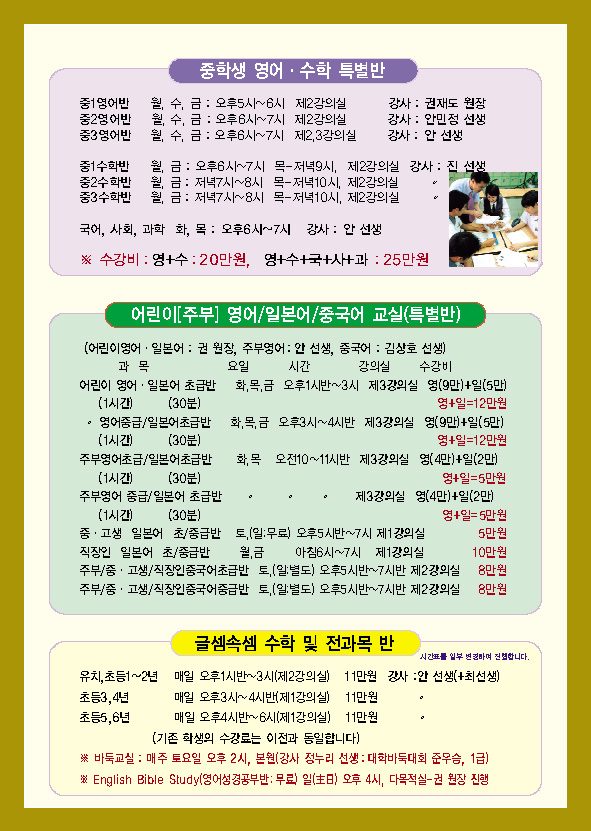 중학생 영어·수학 특별반
중1영어반 월, 수, 금 : 오후5시~6시 제2강의실 강사 : 권재도 원장
중2영어반 월, 수, 금 : 오후6시~7시 제2강의실 강사 : 안민정 선생
중3영어반 월, 수, 금 : 오후6시~7시 제2,3강의실 강사 : 안 선생
중1수학반 월, 금 : 오후6시~7시 목-저녁9시, 제2강의실 강사 : 진 선생
중2수학반 월, 금 : 저녁7시~8시 목-저녁10시, 제2강의실 〃
중3수학반 월, 금 : 저녁7시~8시 목-저녁10시, 제2강의실 〃
국어, 사회, 과학 화, 목 : 오후6시~7시 강사 : 안 선생
※ 수강비 : 영+수 : 20만원, 영+수+국+사+과 : 25만원
어린이[주부] 영어/일본어/중국어 교실(특별반)
(어린이영어·일본어 : 권 원장, 주부영어 : 안 선생, 중국어 : 김상호 선생)
과 목 요일 시간 강의실 수강비
어린이 영어·일본어 초급반 화,목,금 오후1시반~3시 제3강의실 영(9만)+일(5만)
(1시간) (30분) 영+일=12만원
〃 영어중급/일본어초급반 화,목,금 오후3시~4시반 제3강의실 영(9만)+일(5만)
(1시간) (30분) 영+일=12만원
주부영어초급/일본어초급반 화,목 오전10~11시반 제3강의실 영(4만)+일(2만)
(1시간) (30분) 영+일=5만원
주부영어 중급/일본어 초급반 〃 〃 〃 제3강의실 영(4만)+일(2만)
(1시간) (30분) 영+일=5만원
중·고생 일본어 초/중급반 토,(일:무료) 오후5시반~7시 제1강의실 5만원
직장인 일본어 초/중급반 월,금 아침6시~7시 제1강의실 10만원
주부/중·고생/직장인중국어초급반 토,(일:별도) 오후5시반~7시반 제2강의실 8만원
주부/중·고생/직장인중국어중급반 토,(일:별도) 오후5시반~7시반 제2강의실 8만원
글셈속셈 수학 및 전과목 반
시간표를 일부 변경하여 진행합니다.
유치,초등1~2년 매일 오후1시반~3시(제2강의실) 11만원 강사 :안 선생(+최선생)
초등3,4년 매일 오후3시~4시반(제1강의실) 11만원 〃
초등5,6년 매일 오후4시반~6시(제1강의실) 11만원 〃
(기존 학생의 수강료는 이전과 동일합니다)
※ 바둑교실 : 매주 토요일 오후 2시, 본원(강사 정누리 선생 : 대학바둑대회 준우승, 1급)
※ English Bible Study(영어성경공부반: 무료) 일(主日) 오후 4시, 다목적실-권 원장 진행